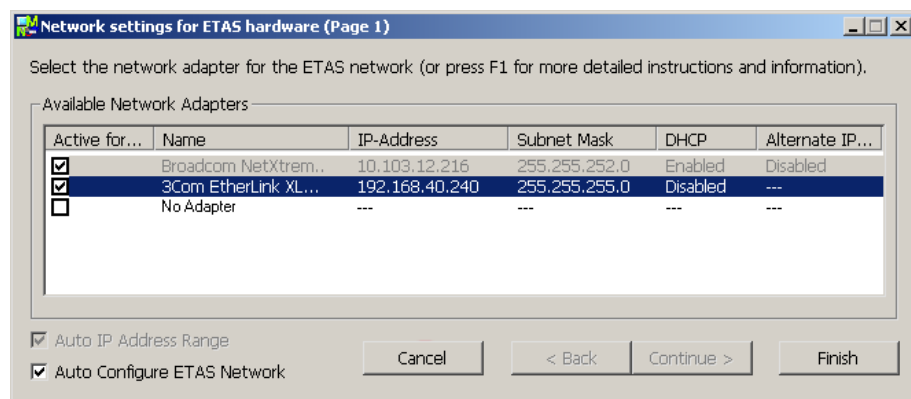 Network settings for ETAS hardware (Page 1)
Select the network adapter for the ETAS network (or press F1 for more detailed instructions and information).
Available Network Adapters
Active for... Name IP-Address Subnet Mask DHCP Alternate IP...
Broadcom NetXtrem.. 10.103.12.216 255.255.252.0 Enabled Disabled
3Com EtherLink XL... 192.168.40.240 255.255.255.0 Disabled ---
No Adapter --- --- --- ---
Auto IP Address Range
Auto Configure ETAS Network
Cancel < Back Continue > Finish